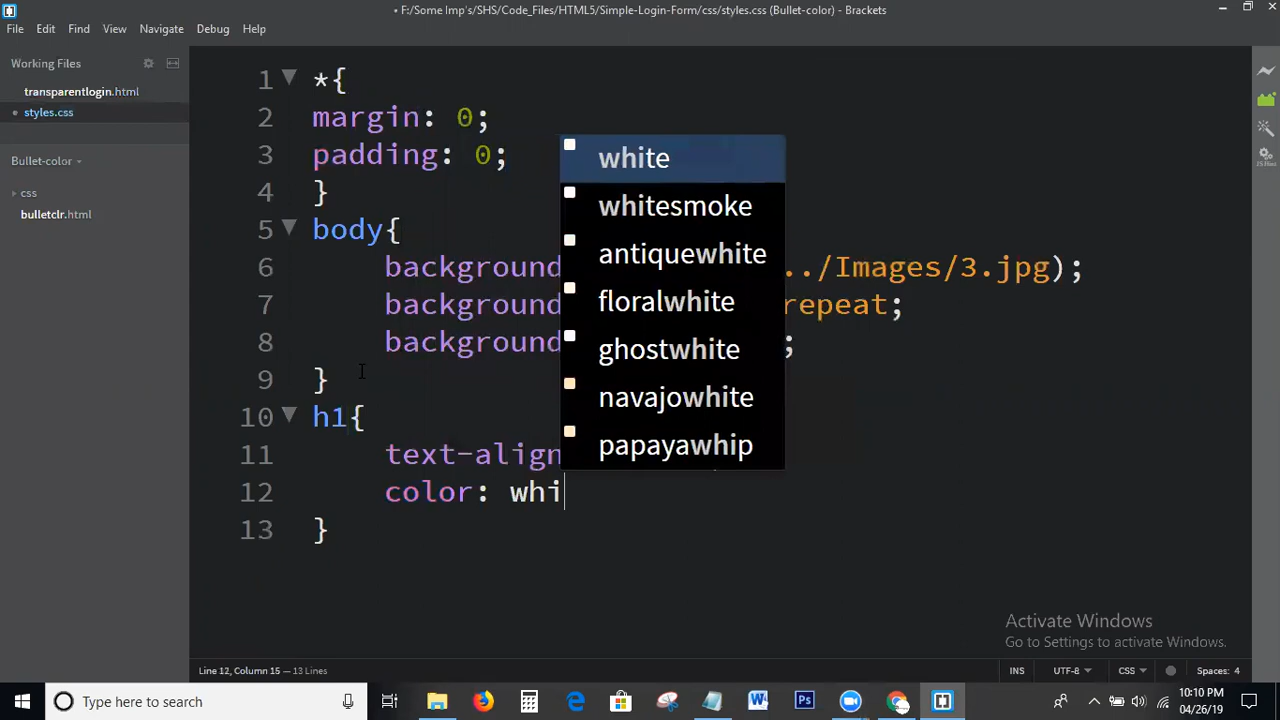 • F:/Some Imp's/SHS/Code_Files/HTML5/Simple-Login-Form/css/styles.css (Bullet-color) - Brackets
File Edit Find View Navigate Debug Help
Working Files
transparentlogin.html
styles.css
Bullet-color
css
bulletclr.html
1 *{
2 margin: 0;
3 padding: 0;
4 }
5 body{
6 background ../Images/3.jpg);
7 background repeat;
8 background ;
9 }
10 h1{
11 text-align
12 color: whi
13 }
white
whitesmoke
antiquewhite
floralwhite
ghostwhite
navajowhite
papayawhip
Activate Windows
Go to Settings to activate Windows.
Line 12, Column 15 — 13 Lines
INS UTF-8 CSS Spaces: 4
Type here to search
10:10 PM
04/26/19